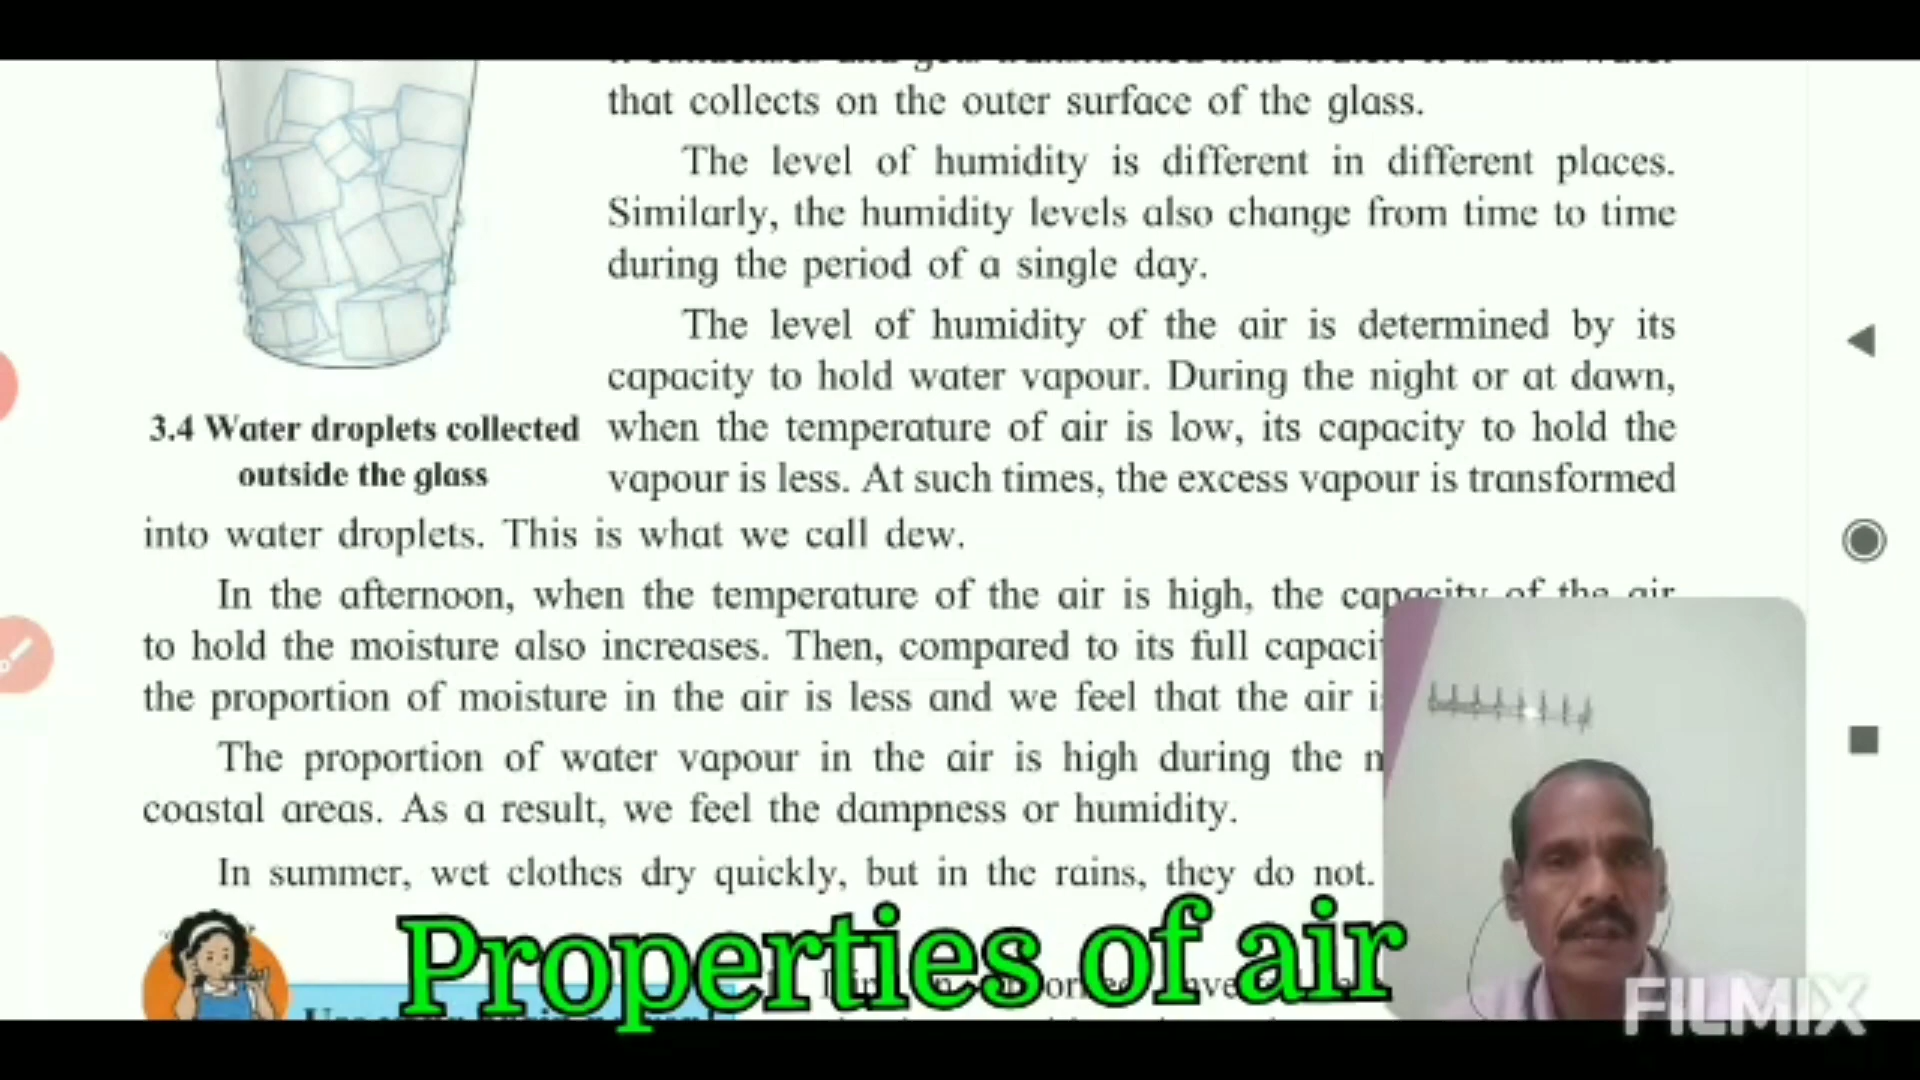 that collects on the outer surface of the glass.
The level of humidity is different in different places.
Similarly, the humidity levels also change from time to time
during the period of a single day.
The level of humidity of the air is determined by its
capacity to hold water vapour. During the night or at dawn,
when the temperature of air is low, its capacity to hold the
vapour is less. At such times, the excess vapour is transformed
into water droplets. This is what we call dew.
3.4 Water droplets collected
outside the glass
In the afternoon, when the temperature of the air is high, the capacity of the air
to hold the moisture also increases. Then, compared to its full
the proportion of moisture in the air is less and we feel that the air
The proportion of water vapour in the air is high during the
coastal areas. As a result, we feel the dampness or humidity.
In summer, wet clothes dry quickly, but in the rains, they do not.
Properties of air
FILMIX